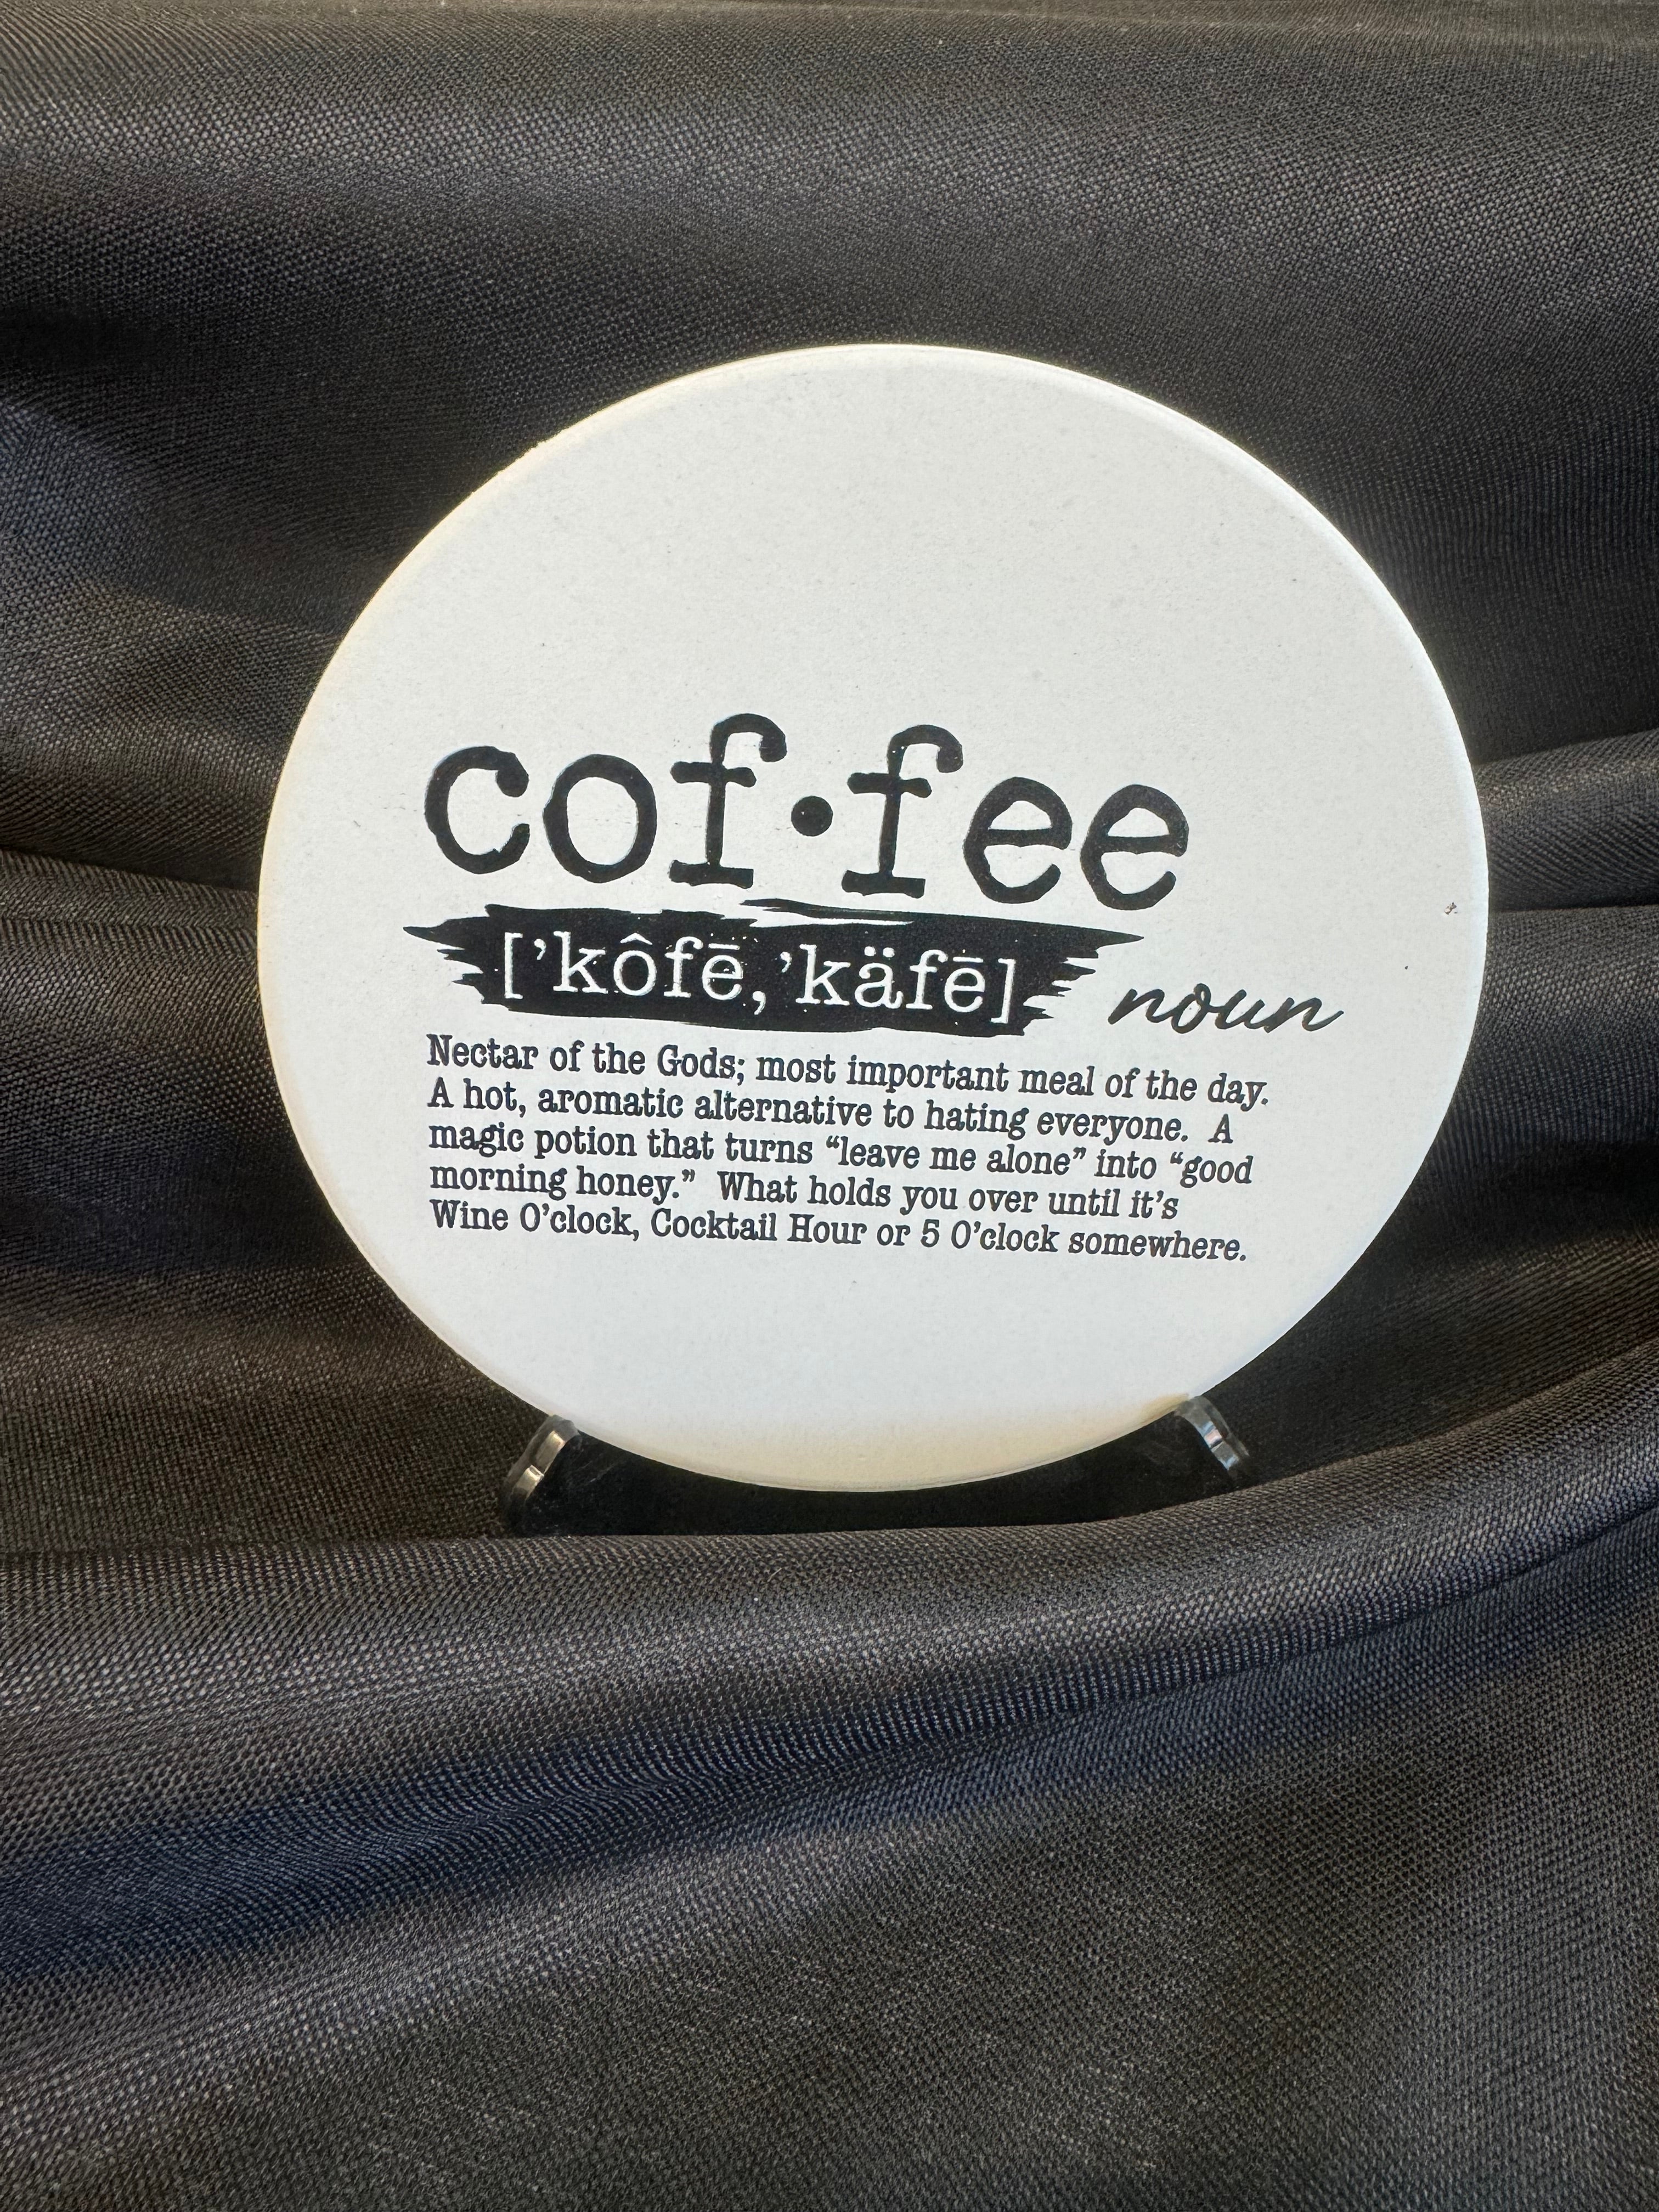 cof·fee
[’kôfē, ’käfē] noun
Nectar of the Gods; most important meal of the day.
A hot, aromatic alternative to hating everyone.  A
magic potion that turns “leave me alone” into “good
morning honey.”  What holds you over until it’s
Wine O’clock, Cocktail Hour or 5 O’clock somewhere.